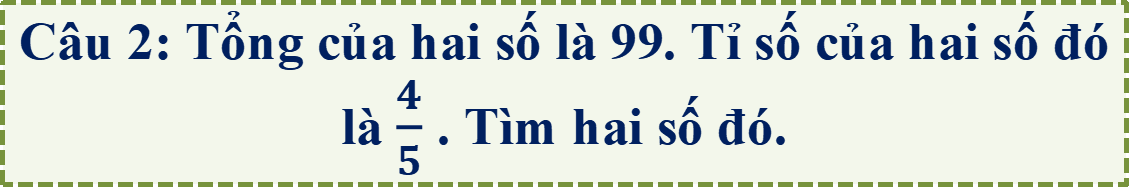 Câu 2: Tổng của hai số là 99. Tỉ số của hai số đó
là 4/5 . Tìm hai số đó.